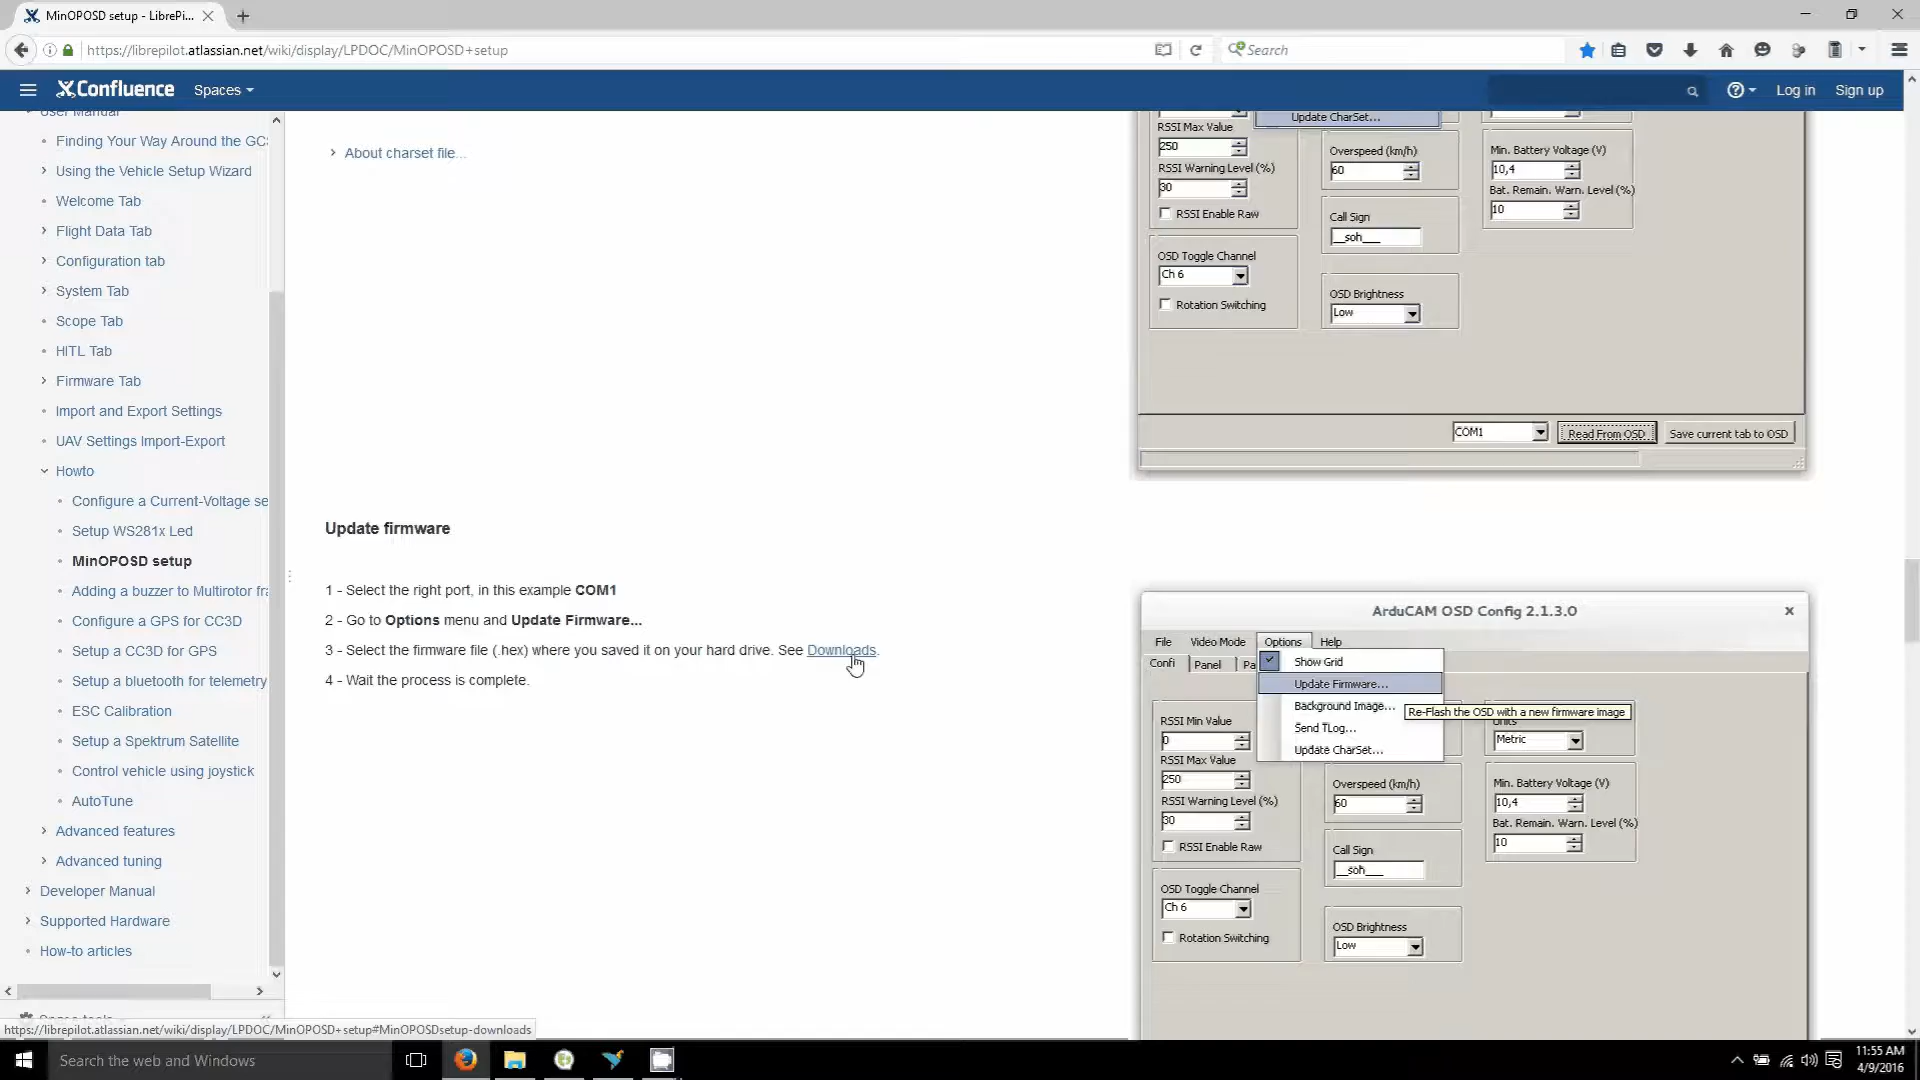 MinOPOSD setup - LibrePi...
https://librepilot.atlassian.net/wiki/display/LPDOC/MinOPOSD+setup
Search
Confluence
Spaces
Log in
Sign up
User Manual
Finding Your Way Around the GC
Using the Vehicle Setup Wizard
Welcome Tab
Flight Data Tab
Configuration tab
System Tab
Scope Tab
HITL Tab
Firmware Tab
Import and Export Settings
UAV Settings Import-Export
Howto
Configure a Current-Voltage se
Setup WS281x Led
MinOPOSD setup
Adding a buzzer to Multirotor fra
Configure a GPS for CC3D
Setup a CC3D for GPS
Setup a bluetooth for telemetry
ESC Calibration
Setup a Spektrum Satellite
Control vehicle using joystick
AutoTune
Advanced features
Advanced tuning
Developer Manual
Supported Hardware
How-to articles
About charset file...
Update firmware
1 - Select the right port, in this example COM1
2 - Go to Options menu and Update Firmware...
3 - Select the firmware file (.hex) where you saved it on your hard drive. See Downloads.
4 - Wait the process is complete.
Update CharSet...
RSSI Max Value
250
RSSI Warning Level (%)
30
RSSI Enable Raw
OSD Toggle Channel
Ch 6
Rotation Switching
Overspeed (km/h)
60
Call Sign
__soh___
OSD Brightness
Low
Min. Battery Voltage (V)
10,4
Bat. Remain. Warn. Level (%)
10
COM1
Read From OSD
Save current tab to OSD
ArduCAM OSD Config 2.1.3.0
File
Video Mode
Options
Help
Confi
Panel
Pa
Show Grid
Update Firmware...
Background Image...
Send TLog...
Update CharSet...
Re-Flash the OSD with a new firmware image
RSSI Min Value
0
RSSI Max Value
250
RSSI Warning Level (%)
30
RSSI Enable Raw
OSD Toggle Channel
Ch 6
Rotation Switching
Overspeed (km/h)
60
Call Sign
__soh___
OSD Brightness
Low
Units
Metric
Min. Battery Voltage (V)
10,4
Bat. Remain. Warn. Level (%)
10
https://librepilot.atlassian.net/wiki/display/LPDOC/MinOPOSD+setup#MinOPOSDsetup-downloads
Search the web and Windows
11:55 AM
4/9/2016